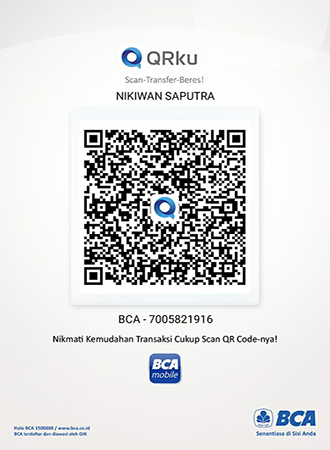 QRku
Scan-Transfer-Beres!
NIKIWAN SAPUTRA
BCA - 7005821916
Nikmati Kemudahan Transaksi Cukup Scan QR Code-nya!
BCA
mobile
Halo BCA 1500888 / www.bca.co.id
BCA terdaftar dan diawasi oleh OJK
BCA
Senantiasa di Sisi Anda